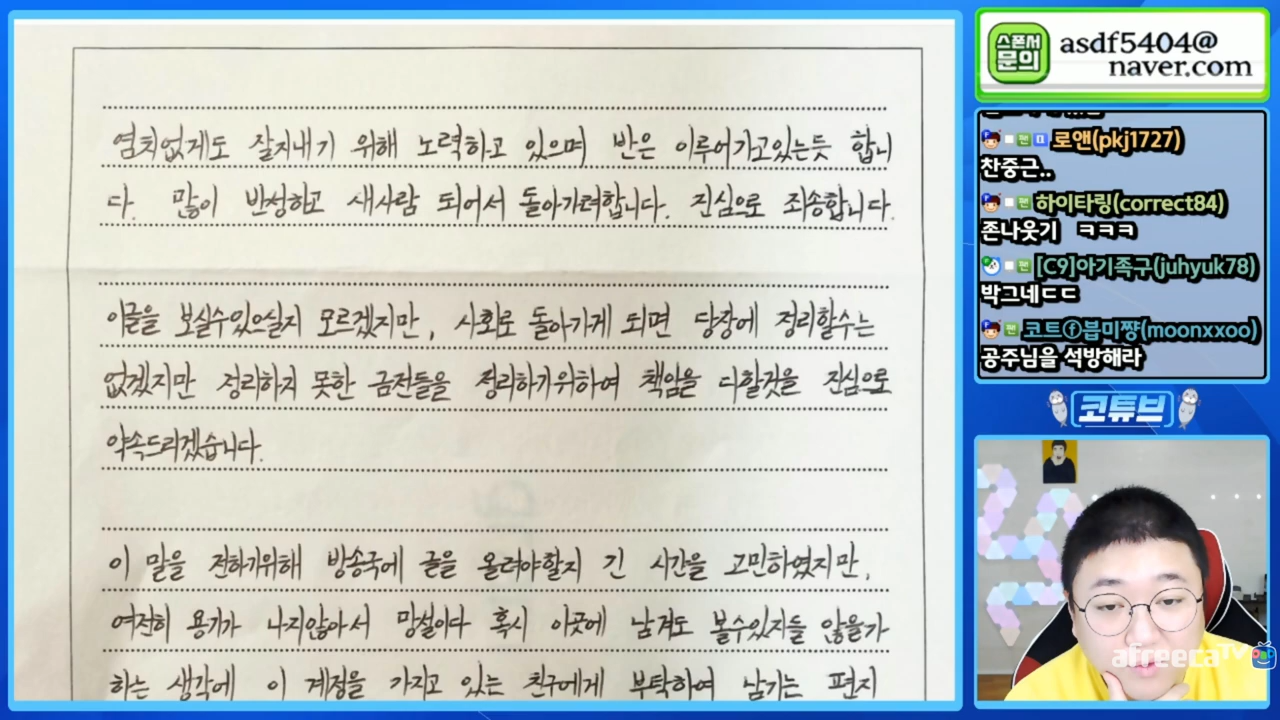 염치없게도 잘지내기 위해 노력하고 있으며 반은 이루어가고있는듯 합니
다. 많이 반성하고 새사람 되어서 돌아가려합니다. 진심으로 죄송합니다.
이글을 보실수있으실지 모르겠지만, 사회로 돌아가게 되면 당장에 정리할수는
없겠지만 정리하지 못한 금전들을 정리하기위하여 책임을 다할것을 진심으로
약속드리겠습니다.
이 말을 전하기위해 방송국에 글을 올려야할지 긴 시간을 고민하였지만,
여전히 용기가 나지않아서 망설이다 혹시 이곳에 남겨도 볼수있지들 않을가
하는 생각에 이 계정을 가지고 있는 친구에게 부탁하여 남기는 편지
스폰서
문의
asdf5404@
naver.com
로앤(pkj1727)
찬중근..
하이타링(correct84)
존나웃기 ㅋㅋㅋ
[C9]아기족구(juhyuk78)
박그네ㄷㄷ
코트ⓕ븝미쨩(moonxxoo)
공주님을 석방해라
코튜브
afreecaTV